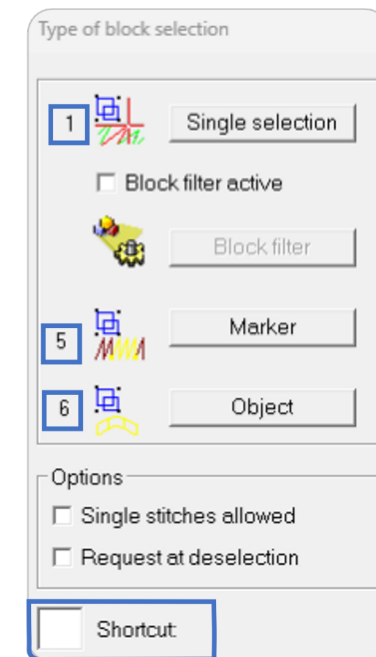 Type of block selection
1 Single selection
Block filter active
Block filter
5 Marker
6 Object
Options
Single stitches allowed
Request at deselection
Shortcut: